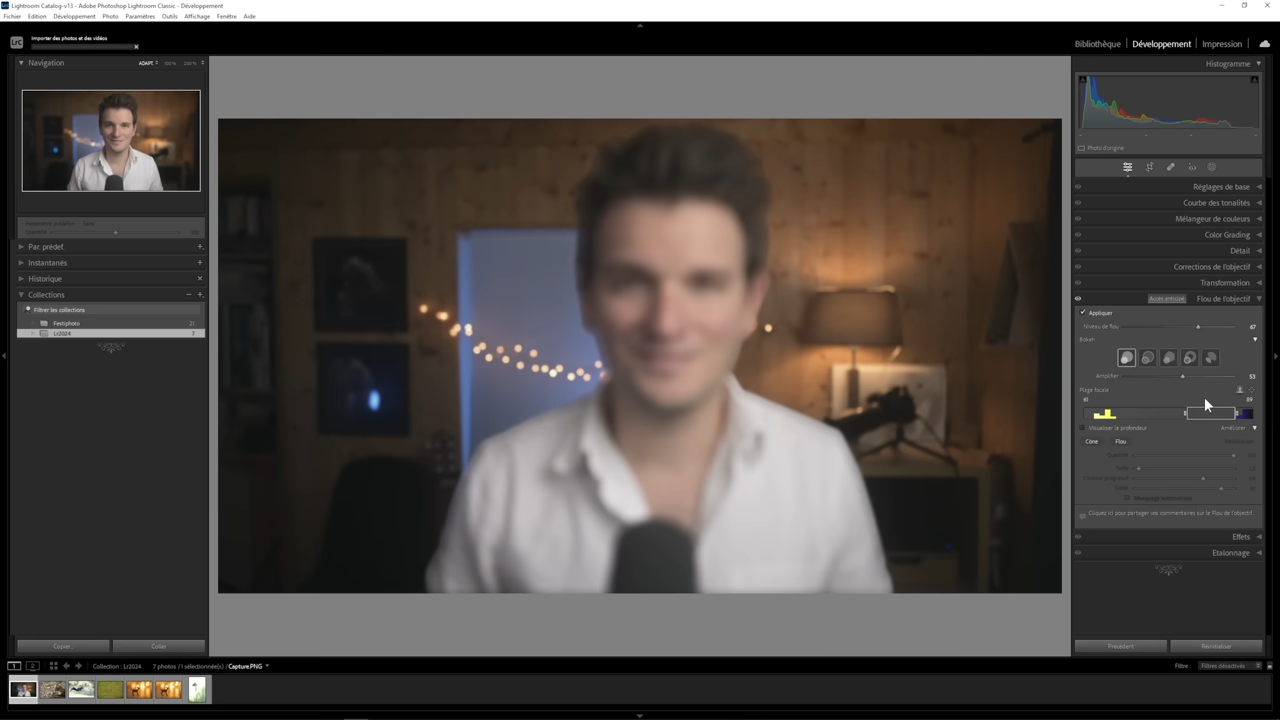 Lightroom Catalog-v13 - Adobe Photoshop Lightroom Classic - Développement
Fichier Edition Développement Photo Paramètres Outils Affichage Fenêtre Aide
LrC
Importer des photos et des vidéos
Bibliothèque | Développement | Impression
Navigation ADAPT 100 % 200 %
Par. prédéf
Instantanés
Historique
Collections
Filtrer les collections
Festiphoto 21
Lr2024 7
Copier... Coller
Histogramme
Photo d'origine
Réglages de base
Courbe des tonalités
Mélangeur de couleurs
Color Grading
Détail
Corrections de l'objectif
Transformation
Accès anticipé Flou de l'objectif
Appliquer
Niveau de flou 67
Bokeh
Amplifier 53
Plage focale
61 89
Visualiser la profondeur Améliorer
Cône Flou
Cliquez ici pour partager vos commentaires sur le Flou de l'objectif
Effets
Etalonnage
Précédent Réinitialiser
1 2 Collection : Lr2024 7 photos /1 sélectionnée(s) /Capture.PNG Filtre : Filtres désactivés